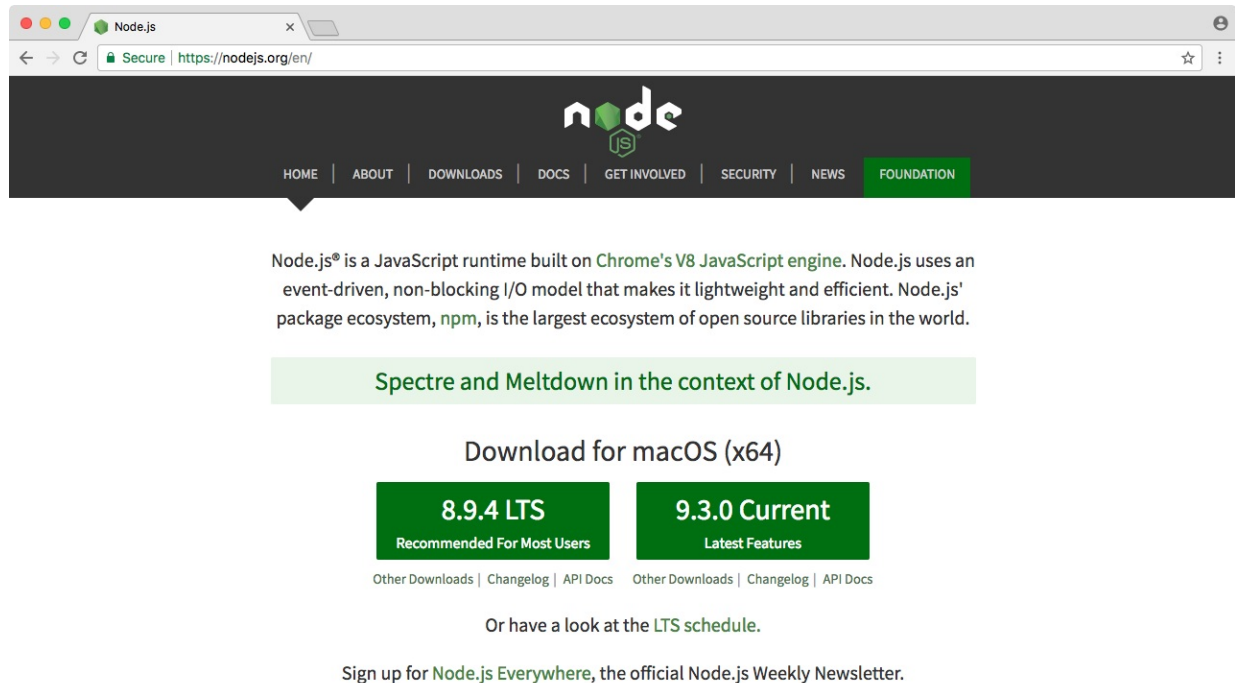 Node.js
Secure | https://nodejs.org/en/
node
JS
HOME | ABOUT | DOWNLOADS | DOCS | GET INVOLVED | SECURITY | NEWS FOUNDATION
Node.js® is a JavaScript runtime built on Chrome's V8 JavaScript engine. Node.js uses an
event-driven, non-blocking I/O model that makes it lightweight and efficient. Node.js'
package ecosystem, npm, is the largest ecosystem of open source libraries in the world.
Spectre and Meltdown in the context of Node.js.
Download for macOS (x64)
8.9.4 LTS
Recommended For Most Users
9.3.0 Current
Latest Features
Other Downloads | Changelog | API Docs
Other Downloads | Changelog | API Docs
Or have a look at the LTS schedule.
Sign up for Node.js Everywhere, the official Node.js Weekly Newsletter.